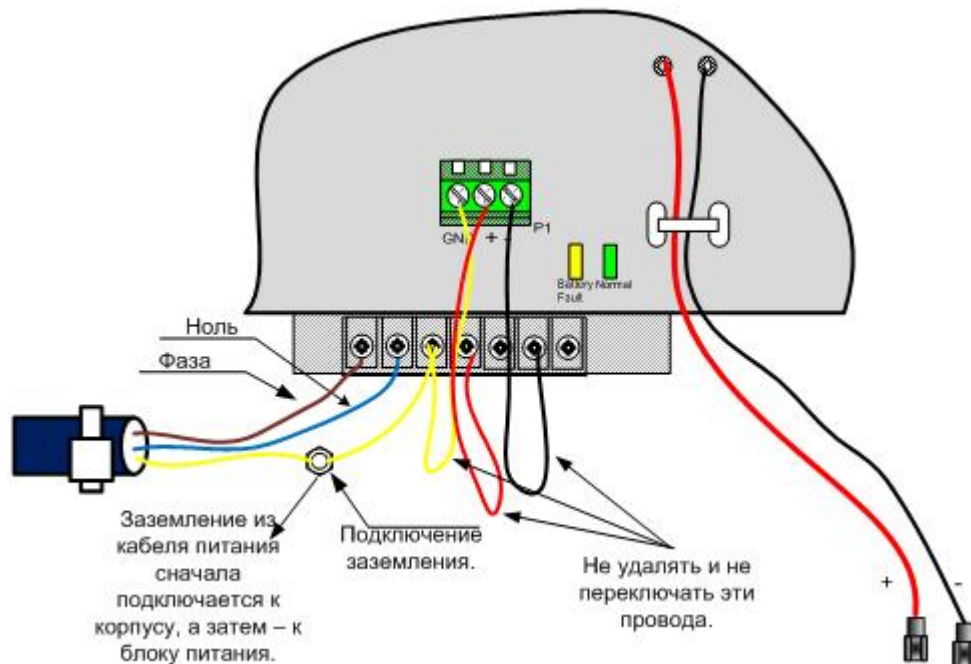 P1
GN
+
-
Battery Normal
Fault
Ноль
Фаза
Заземление из
кабеля питания
сначала
подключается к
корпусу, а затем – к
блоку питания.
Подключение
заземления.
Не удалять и не
переключать эти
провода.
+
-